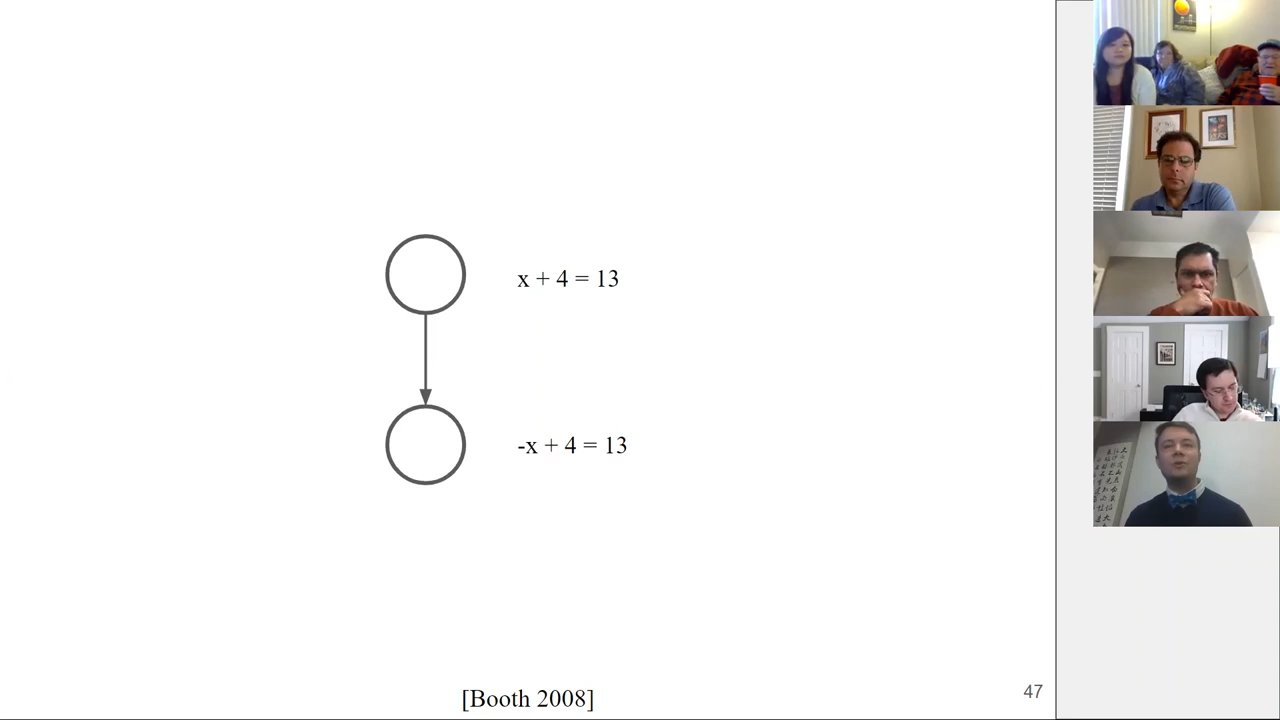 x + 4 = 13
-x + 4 = 13
[Booth 2008]
47